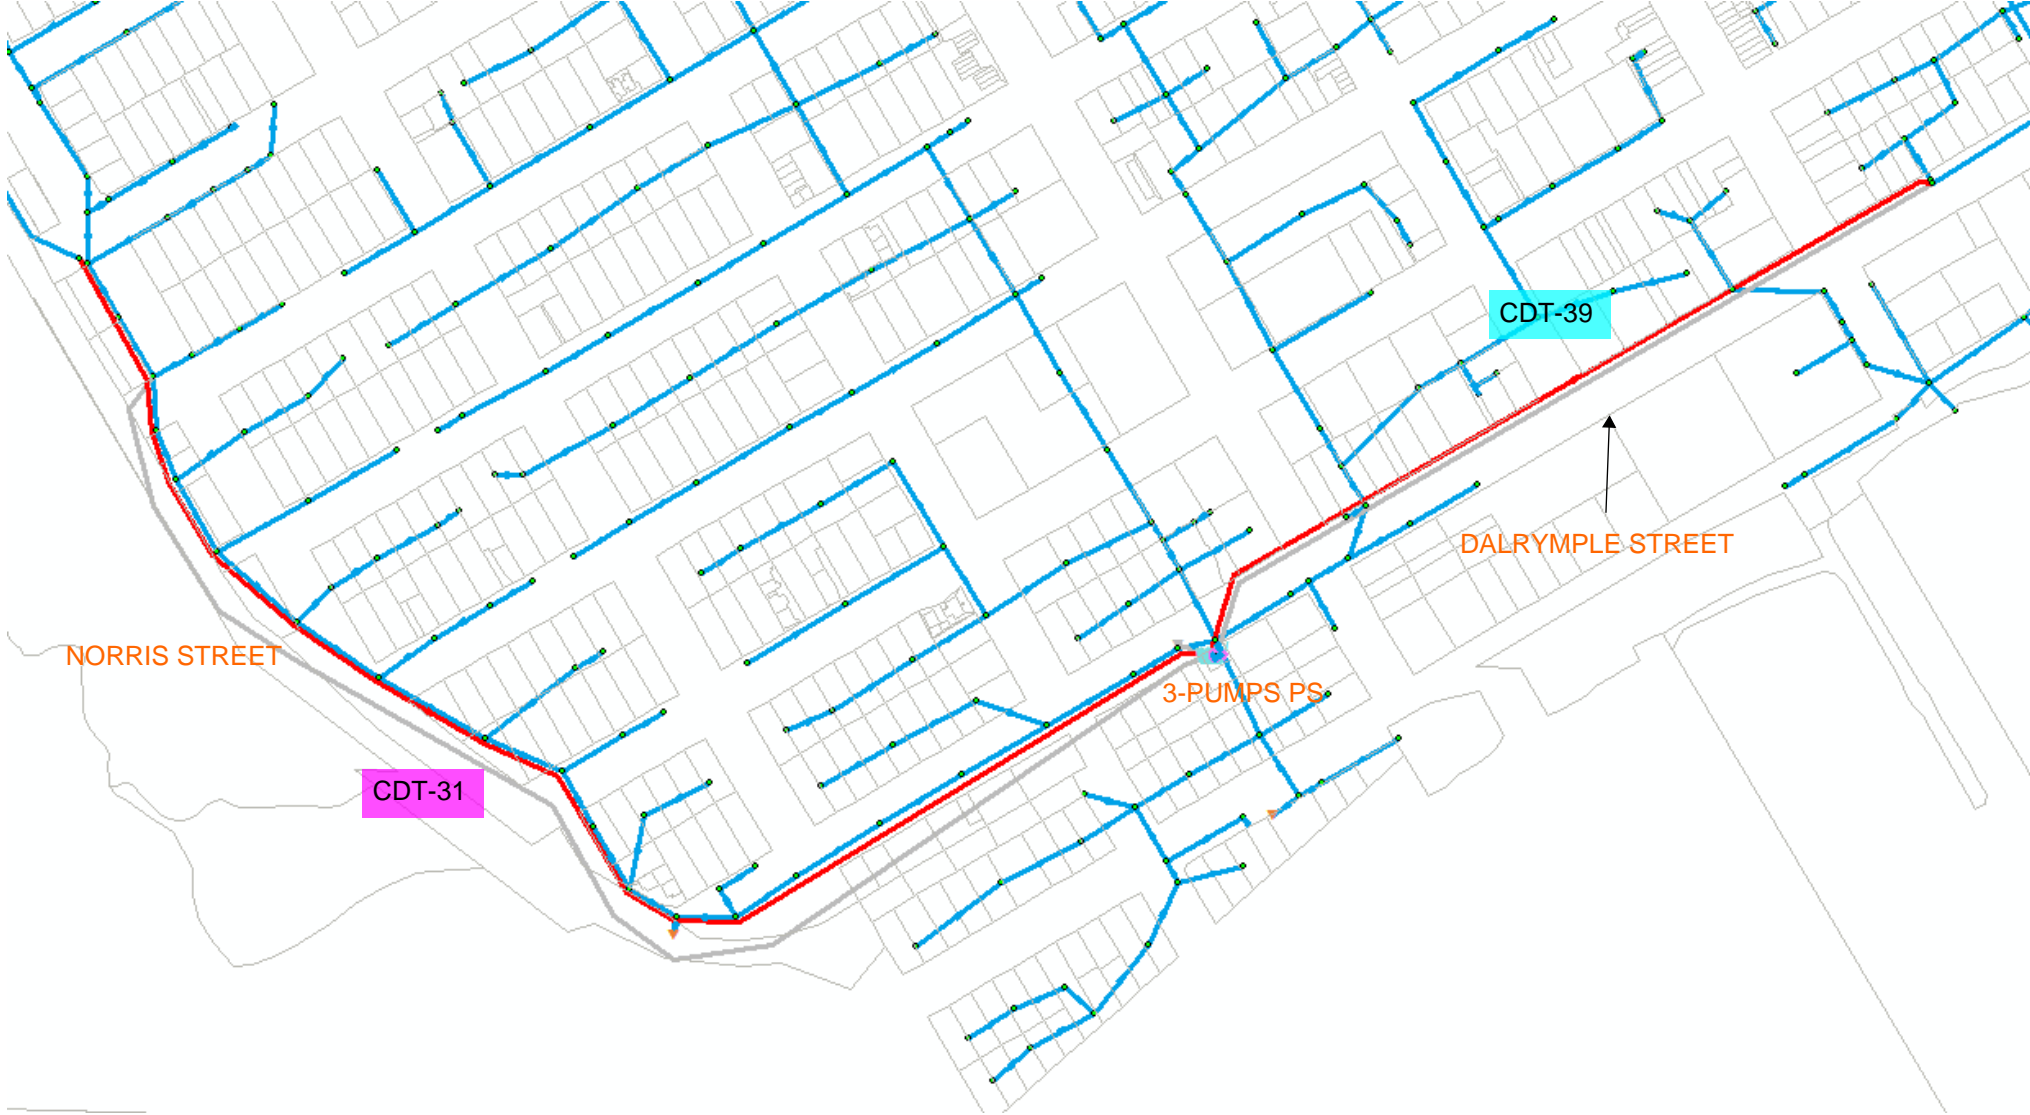 CDT-39
DALRYMPLE STREET
NORRIS STREET
3-PUMPS PS
CDT-31